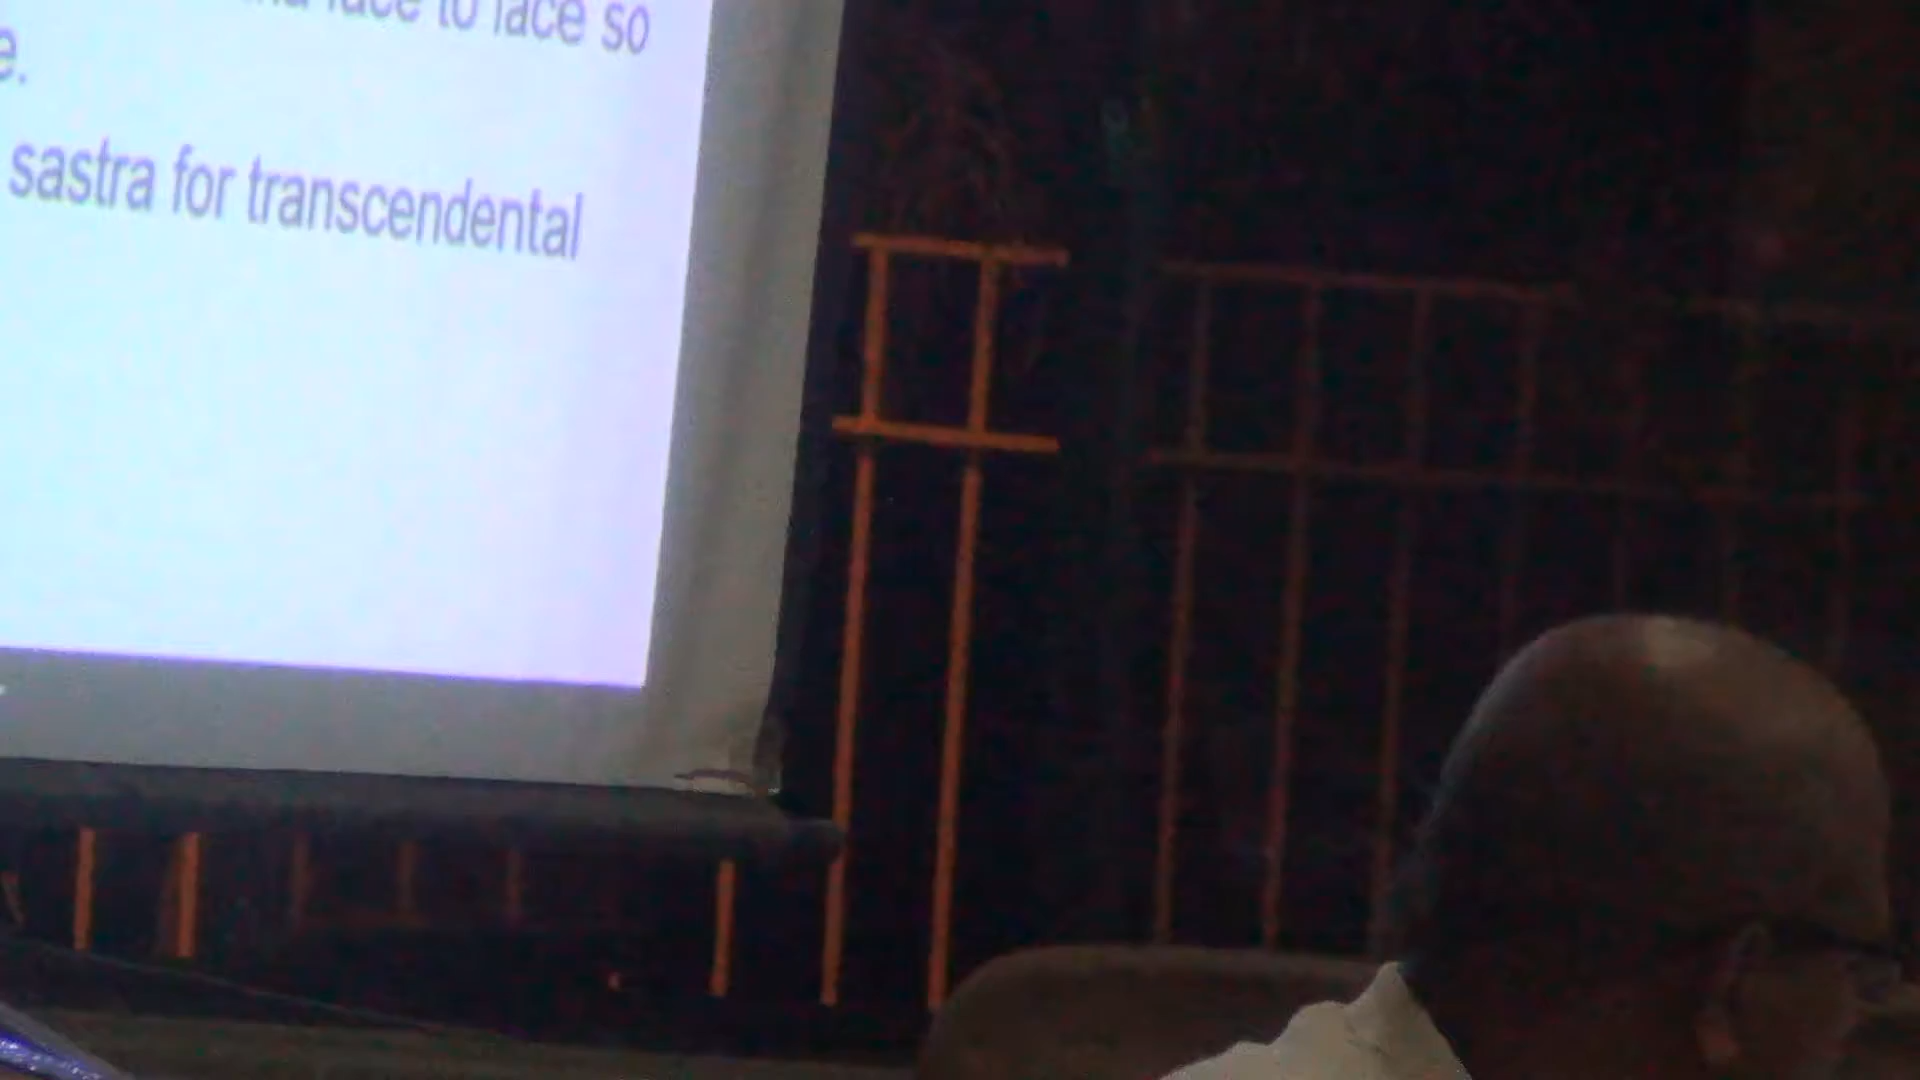 face to face so
e.
sastra for transcendental